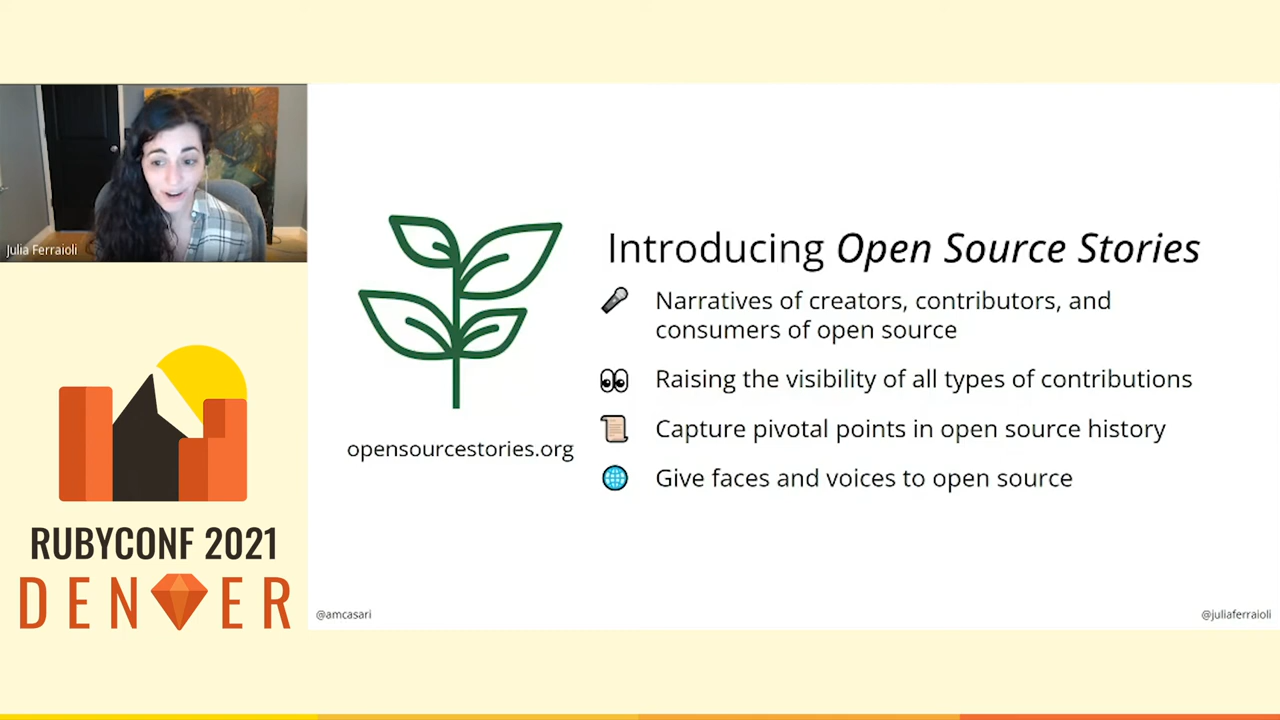 Julia Ferraioli
RUBYCONF 2021
DENVER
Introducing Open Source Stories
Narratives of creators, contributors, and
consumers of open source
Raising the visibility of all types of contributions
Capture pivotal points in open source history
Give faces and voices to open source
opensourcestories.org
@amcasari
@juliaferraioli